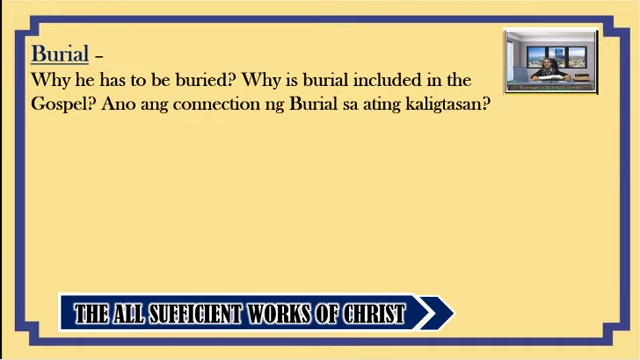 Burial –
Why he has to be buried? Why is burial included in the
Gospel? Ano ang connection ng Burial sa ating kaligtasan?
THE ALL SUFFICIENT WORKS OF CHRIST